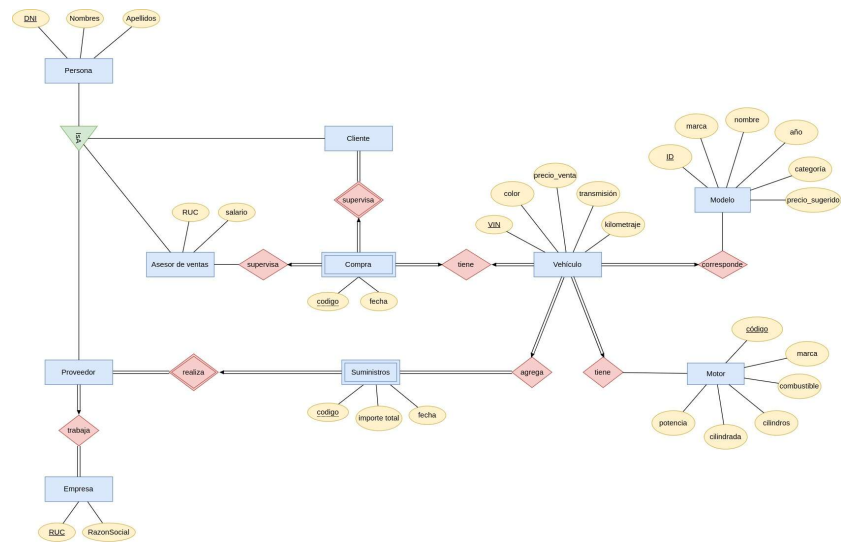 DNI
Nombres
Apellidos
Persona
IsA
Cliente
marca
nombre
año
ID
categoría
Modelo
precio_sugerido
supervisa
precio_venta
color
transmisión
VIN
kilometraje
RUC
salario
Asesor de ventas
supervisa
Compra
tiene
Vehículo
corresponde
codigo
fecha
código
marca
Proveedor
realiza
Suministros
agrega
tiene
Motor
combustible
codigo
importe total
fecha
potencia
cilindrada
cilindros
trabaja
Empresa
RUC
RazonSocial